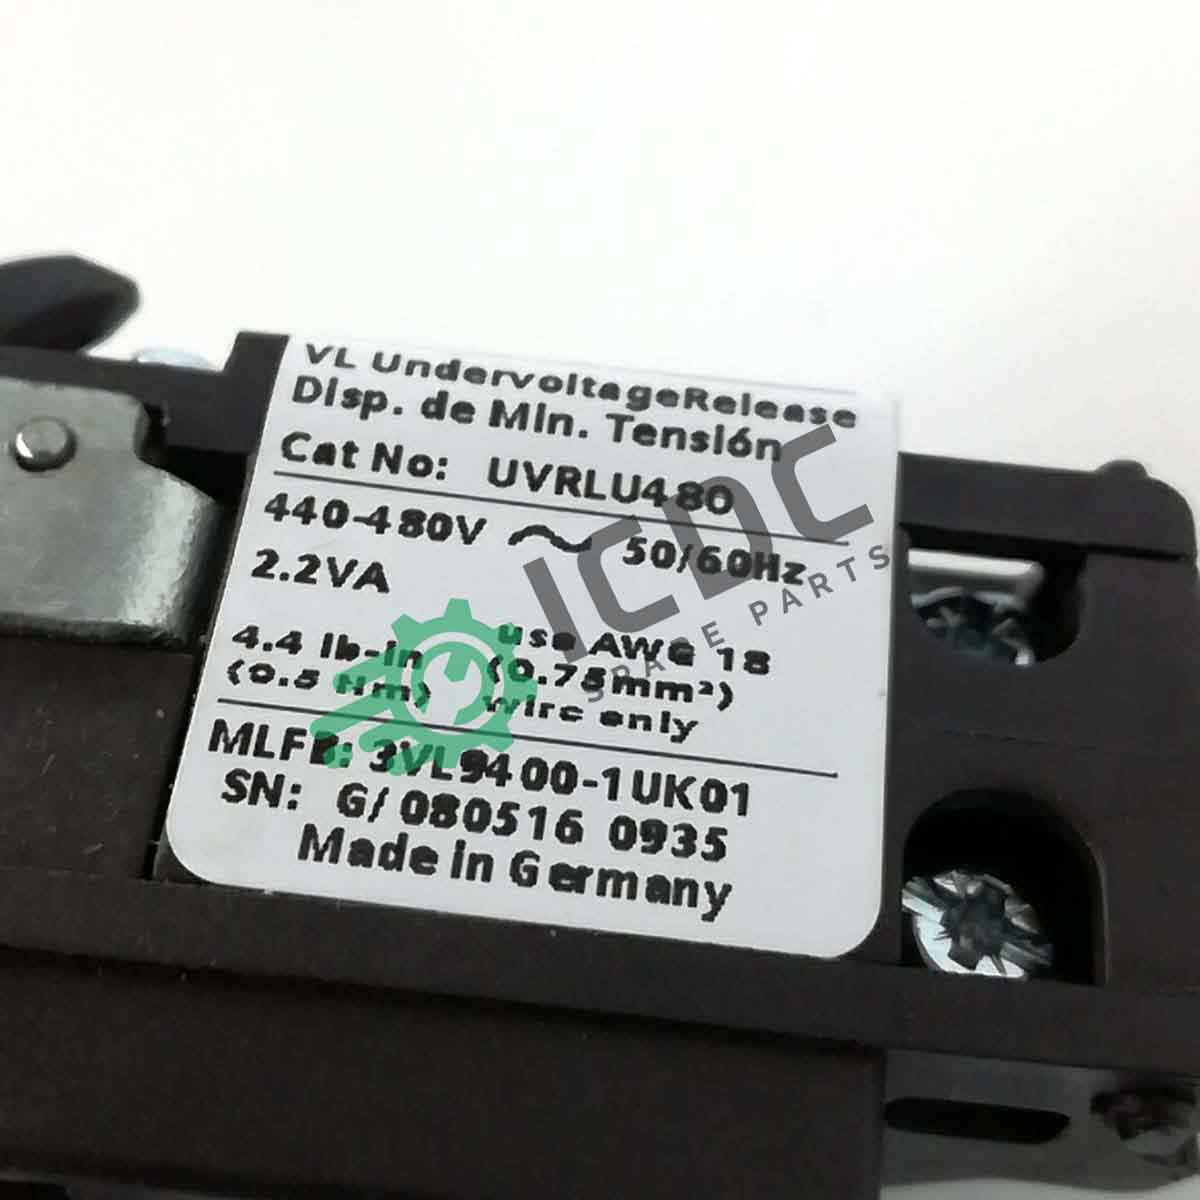 VL UndervoltageRelease
Disp. de Min. Tensión
Cat No: UVRLU480
440-480V ~ 50/60Hz
2.2VA
4.4 lb-in use AWG 18
(0.5 Nm) (0.75mm²)
wire only
MLFB: 3VL9400-1UK01
SN: G/080516 0935
Made in Germany
ICDC
SPARE PARTS